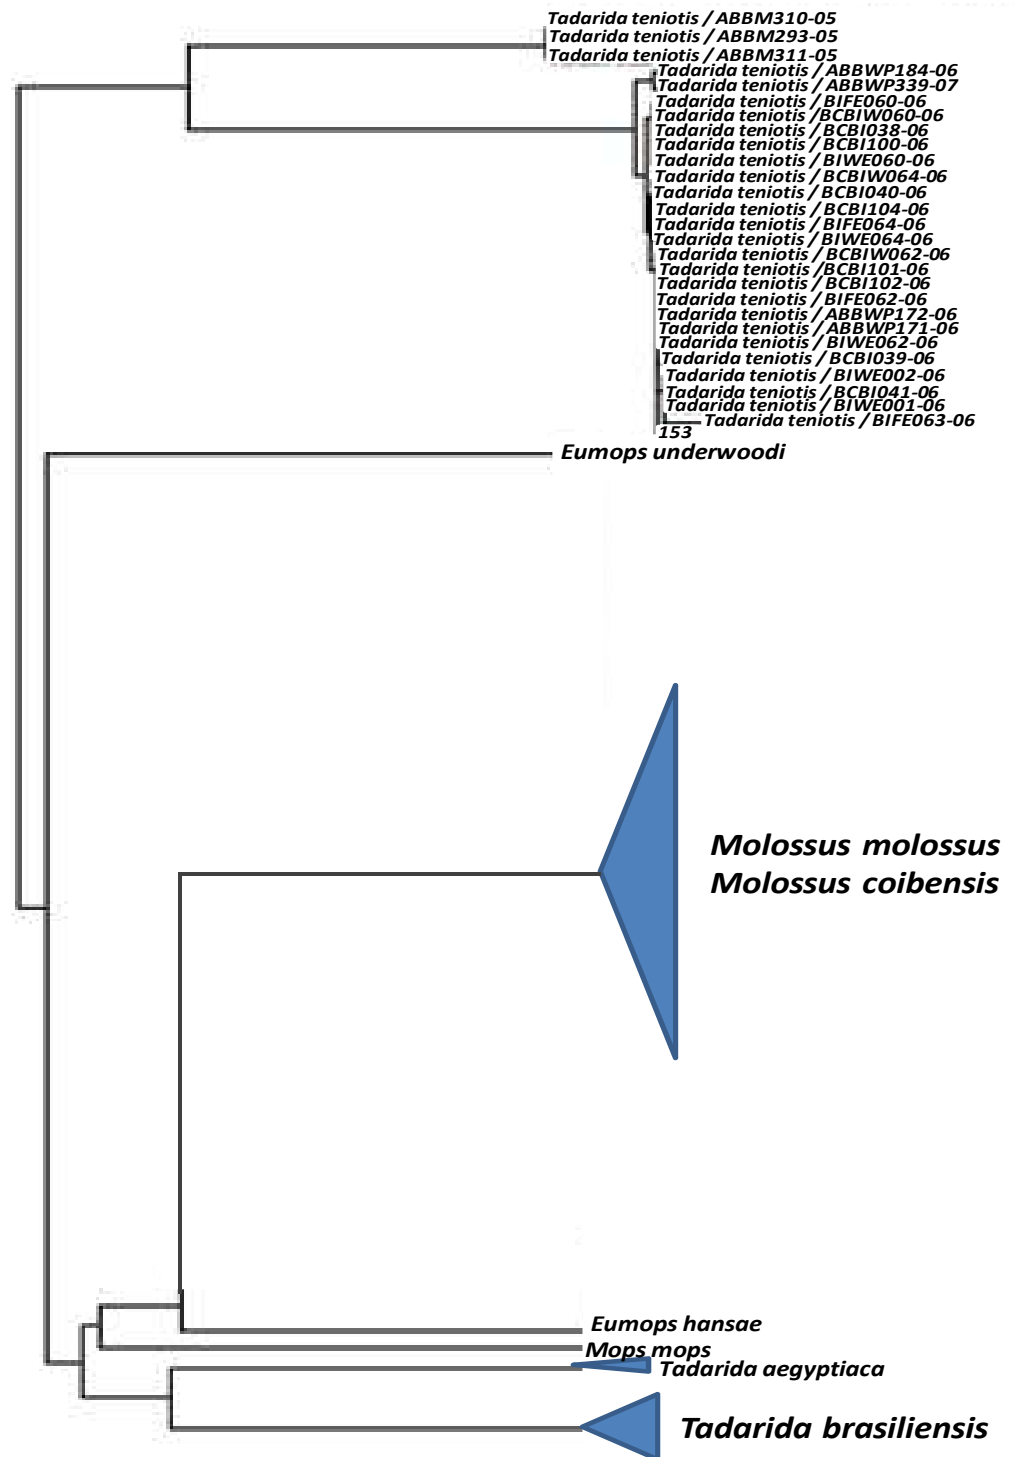 Tadarida teniotis / ABBM310-05
Tadarida teniotis / ABBM293-05
Tadarida teniotis / ABBM311-05
Tadarida teniotis / ABBWP184-06
Tadarida teniotis / ABBWP339-07
Tadarida teniotis / BIFE060-06
Tadarida teniotis /BCBIW060-06
Tadarida teniotis / BCBI038-06
Tadarida teniotis / BCBI100-06
Tadarida teniotis / BIWE060-06
Tadarida teniotis / BCBIW064-06
Tadarida teniotis / BCBI040-06
Tadarida teniotis / BCBI104-06
Tadarida teniotis / BIFE064-06
Tadarida teniotis / BIWE064-06
Tadarida teniotis / BCBIW062-06
Tadarida teniotis / BCBI101-06
Tadarida teniotis / BCBI102-06
Tadarida teniotis / BIFE062-06
Tadarida teniotis / ABBWP172-06
Tadarida teniotis / ABBWP171-06
Tadarida teniotis / BIWE062-06
Tadarida teniotis / BCBI039-06
Tadarida teniotis / BIWE002-06
Tadarida teniotis / BCBI041-06
Tadarida teniotis / BIWE001-06
Tadarida teniotis / BIFE063-06
153
Eumops underwoodi
Molossus molossus
Molossus coibensis
Eumops hansae
Mops mops
Tadarida aegyptiaca
Tadarida brasiliensis